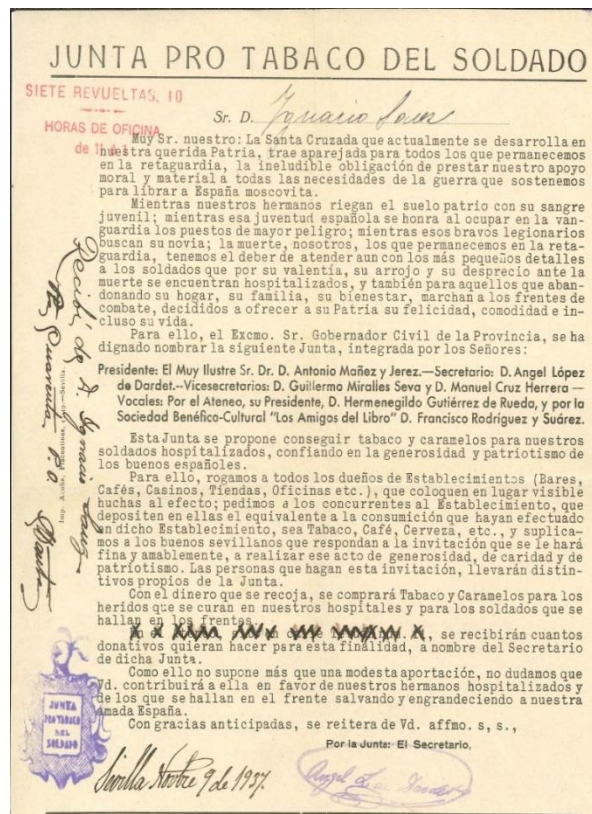 JUNTA PRO TABACO DEL SOLDADO
SIETE REVUELTAS, 10
HORAS DE OFICINA
de 11 a 1
Sr. D. Ignacio
Muy Sr. nuestro: La Santa Cruzada que actualmente se desarrolla en
nuestra querida Patria, trae aparejada para todos los que permanecemos
en la retaguardia, la ineludible obligación de prestar nuestro apoyo
moral y material a todas las necesidades de la guerra que sostenemos
para librar a España moscovita.
Mientras nuestros hermanos riegan el suelo patrio con su sangre
juvenil; mientras esa juventud española se honra al ocupar en la van-
guardia los puestos de mayor peligro; mientras esos bravos legionarios
buscan su novia; la muerte, nosotros, los que permanecemos en la reta-
guardia, tenemos el deber de atender aun con los más pequeños detalles
a los soldados que por su valentía, su arrojo y su desprecio ante la
muerte se encuentran hospitalizados, y también para aquellos que aban-
donando su hogar, su familia, su bienestar, marchan a los frentes de
combate, decididos a ofrecer a su Patria su felicidad, comodidad e in-
cluso su vida.
Para ello, el Excmo. Sr. Gobernador Civil de la Provincia, se ha
dignado nombrar la siguiente Junta, integrada por los Señores:
Presidente: El Muy Ilustre Sr. Dr. D. Antonio Mañez y Jerez.—Secretario: D. Angel López
de Dardet.--Vicesecretarios: D. Guillermo Miralles Seva y D. Manuel Cruz Herrera —
Vocales: Por el Ateneo, su Presidente, D. Hermenegildo Gutiérrez de Rueda, y por la
Sociedad Benéfico-Cultural "Los Amigos del Libro" D. Francisco Rodríguez y Suárez.
Esta Junta se propone conseguir tabaco y caramelos para nuestros
soldados hospitalizados, confiando en la generosidad y patriotismo de
los buenos españoles.
Para ello, rogamos a todos los dueños de Establecimientos (Bares,
Cafés, Casinos, Tiendas, Oficinas etc.), que coloquen en lugar visible
huchas al efecto; pedimos a los concurrentes al Establecimiento, que
depositen en ellas el equivalente a la consumición que hayan efectuado
en dicho Establecimiento, sea Tabaco, Café, Cerveza, etc., y suplica-
mos a los buenos sevillanos que respondan a la invitación que se le hará
fina y amablemente, a realizar ese acto de generosidad, de caridad y de
patriotismo. Las personas que hagan esta invitación, llevarán distin-
tivos propios de la Junta.
Con el dinero que se recoja, se comprará Tabaco y Caramelos para los
heridos que se curan en nuestros hospitales y para los soldados que se
hallan en los frentes.
se recibirán cuantos
donativos quieran hacer para esta finalidad, a nombre del Secretario
de dicha Junta.
Como ello no supone más que una modesta aportación, no dudamos que
Vd. contribuirá a ella en favor de nuestros hermanos hospitalizados y
de los que se hallan en el frente salvando y engrandeciendo a nuestra
amada España.
Con gracias anticipadas, se reitera de Vd. affmo. s, s.,
Por la Junta: El Secretario,
Sevilla Novbre 9 de 1937.
JUNTA
PRO TABACO
DEL
SOLDADO
Recibí de D. Ignacio
Cuarenta P.O.